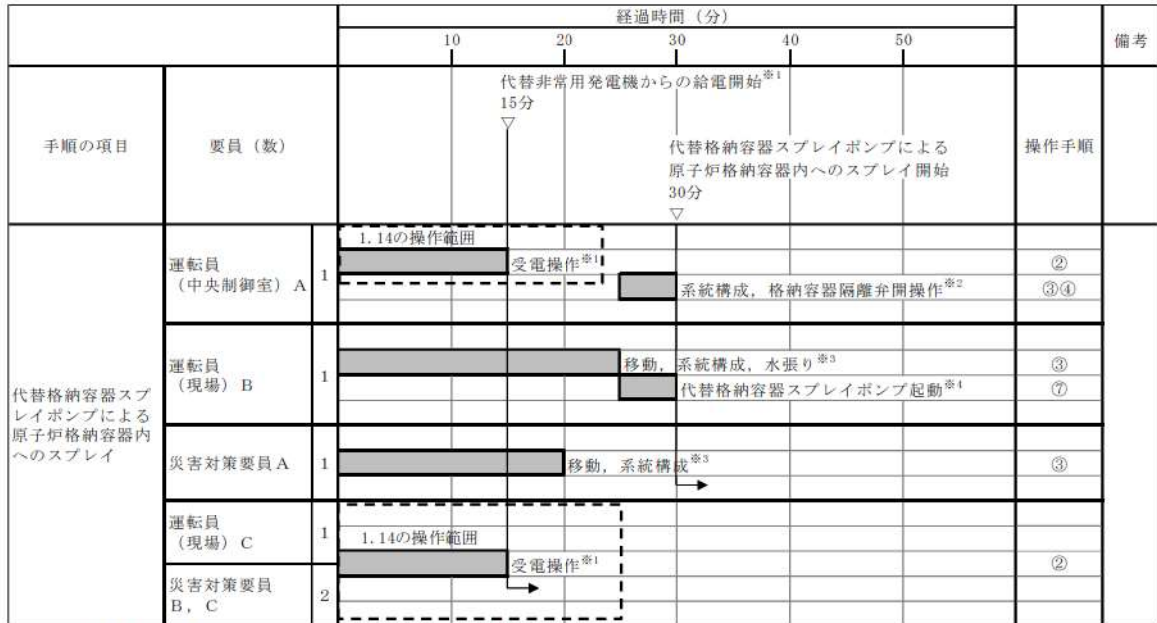 経過時間（分）
10 20 30 40 50
備考
手順の項目
要員（数）
操作手順
代替非常用発電機からの給電開始※1
15分
▽
代替格納容器スプレイポンプによる
原子炉格納容器内へのスプレイ開始
30分
▽
代替格納容器スプ
レイポンプによる
原子炉格納容器内
へのスプレイ
運転員
（中央制御室）A
1
1.14の操作範囲
受電操作※1
②
系統構成，格納容器隔離弁開操作※2
③④
運転員
（現場）B
1
移動，系統構成，水張り※3
③
代替格納容器スプレイポンプ起動※4
⑦
災害対策要員A
1
移動，系統構成※3
③
運転員
（現場）C
1
1.14の操作範囲
受電操作※1
②
災害対策要員
B，C
2